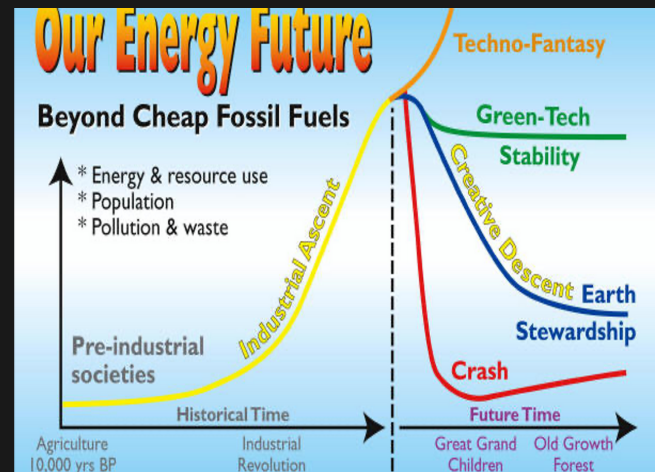 Our Energy Future
Techno-Fantasy
Beyond Cheap Fossil Fuels
Green-Tech
Stability
* Energy & resource use
* Population
* Pollution & waste
Industrial Ascent
Creative Descent
Earth
Stewardship
Pre-industrial
societies
Crash
Historical Time
Future Time
Agriculture
10,000 yrs BP
Industrial
Revolution
Great Grand
Children
Old Growth
Forest